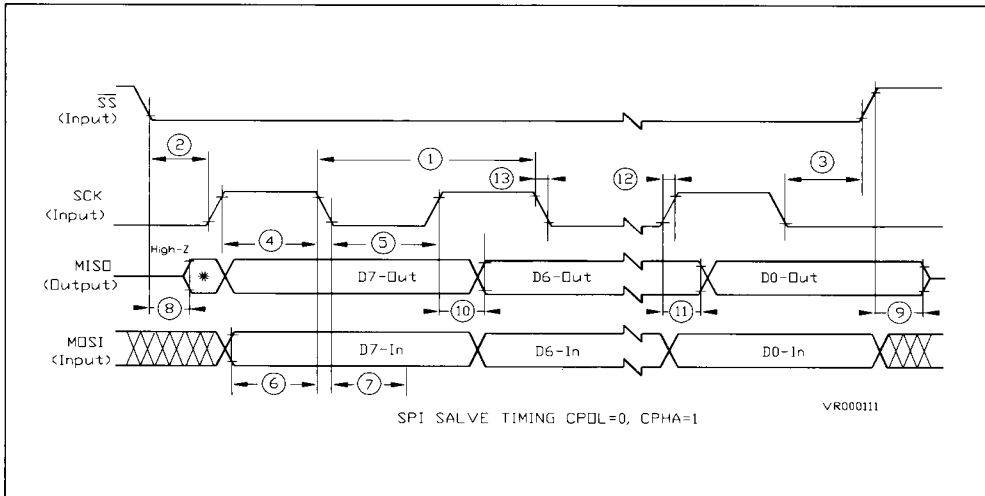 SS
(Input)
2
1
3
13
12
SCK
(Input)
4
5
High-Z
MISO
(Output)
*
D7-Out
D6-Out
D0-Out
8
10
11
9
MOSI
(Input)
D7-In
D6-In
D0-In
6
7
VR000111
SPI SALVE TIMING CPOL=0, CPHA=1